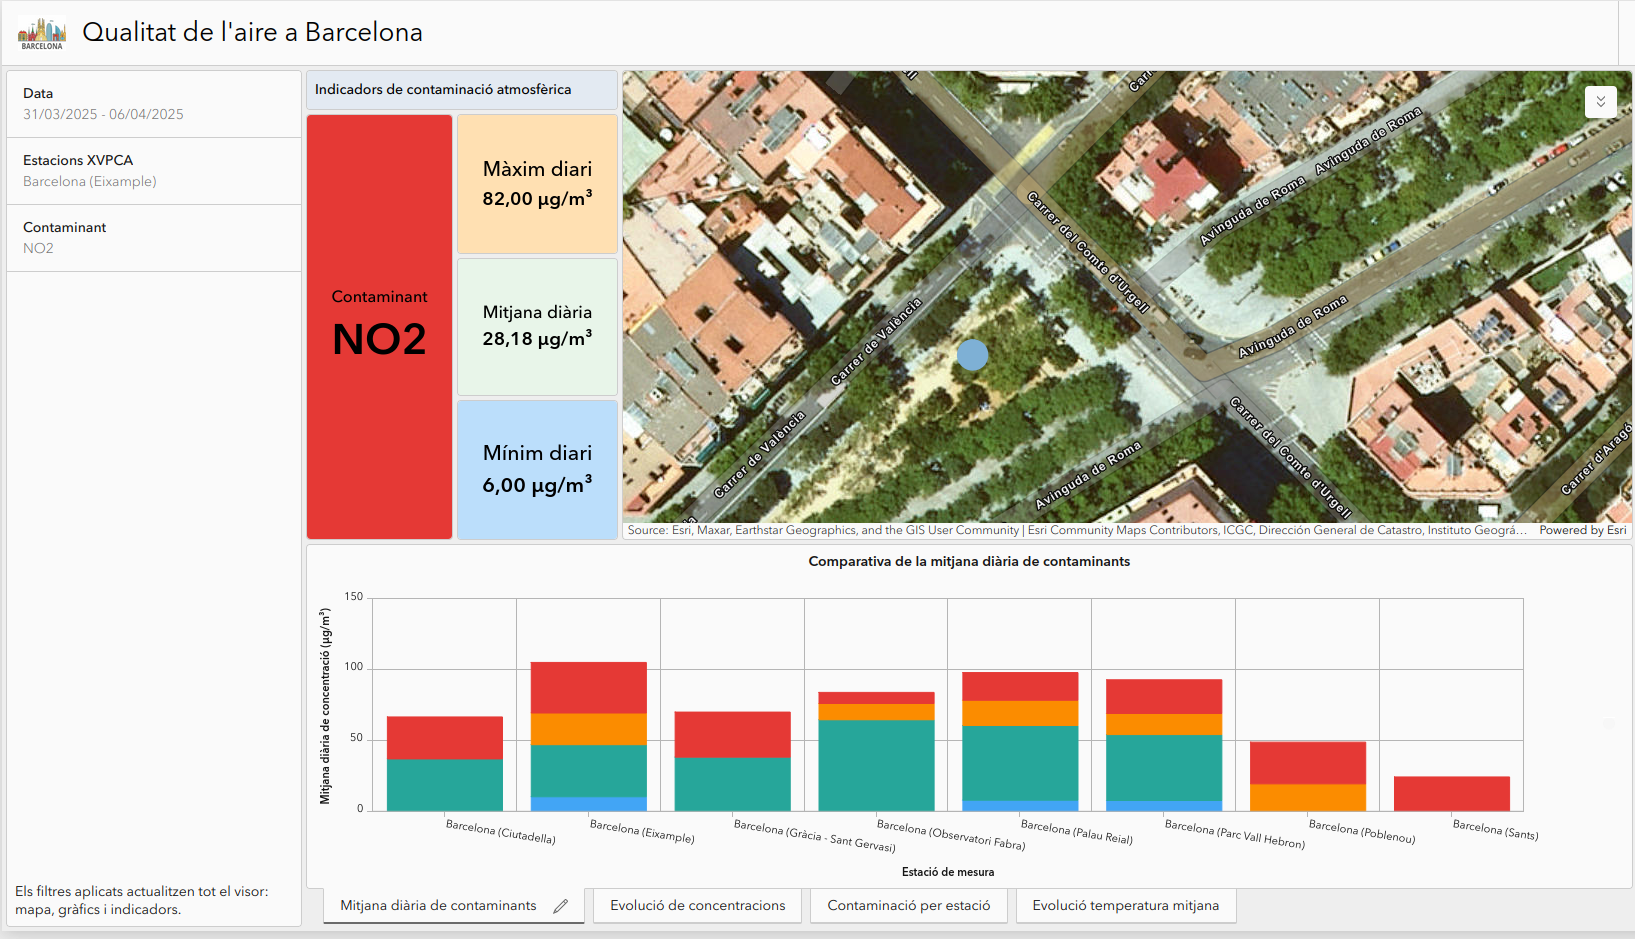 BARCELONA
Qualitat de l'aire a Barcelona
Data
31/03/2025 - 06/04/2025
Estacions XVPCA
Barcelona (Eixample)
Contaminant
NO2
Els filtres aplicats actualitzen tot el visor:
mapa, gràfics i indicadors.
Indicadors de contaminació atmosfèrica
Contaminant
NO2
Màxim diari
82,00 µg/m³
Mitjana diària
28,18 µg/m³
Mínim diari
6,00 µg/m³
Avinguda de Roma
Avinguda de Roma
Carrer del Comte d'Urgell
Avinguda de Roma
Carrer de València
Carrer de València
Avinguda de Roma
Carrer del Comte d'Urgell
Carrer d'Aragó
Source: Esri, Maxar, Earthstar Geographics, and the GIS User Community | Esri Community Maps Contributors, ICGC, Dirección General de Catastro, Instituto Geográ...
Powered by Esri
Comparativa de la mitjana diària de contaminants
Mitjana diària de concentració (µg/m³)
150
100
50
0
Barcelona (Ciutadella)
Barcelona (Eixample)
Barcelona (Gràcia - Sant Gervasi)
Barcelona (Observatori Fabra)
Barcelona (Palau Reial)
Barcelona (Parc Vall Hebron)
Barcelona (Poblenou)
Barcelona (Sants)
Estació de mesura
Mitjana diària de contaminants
Evolució de concentracions
Contaminació per estació
Evolució temperatura mitjana